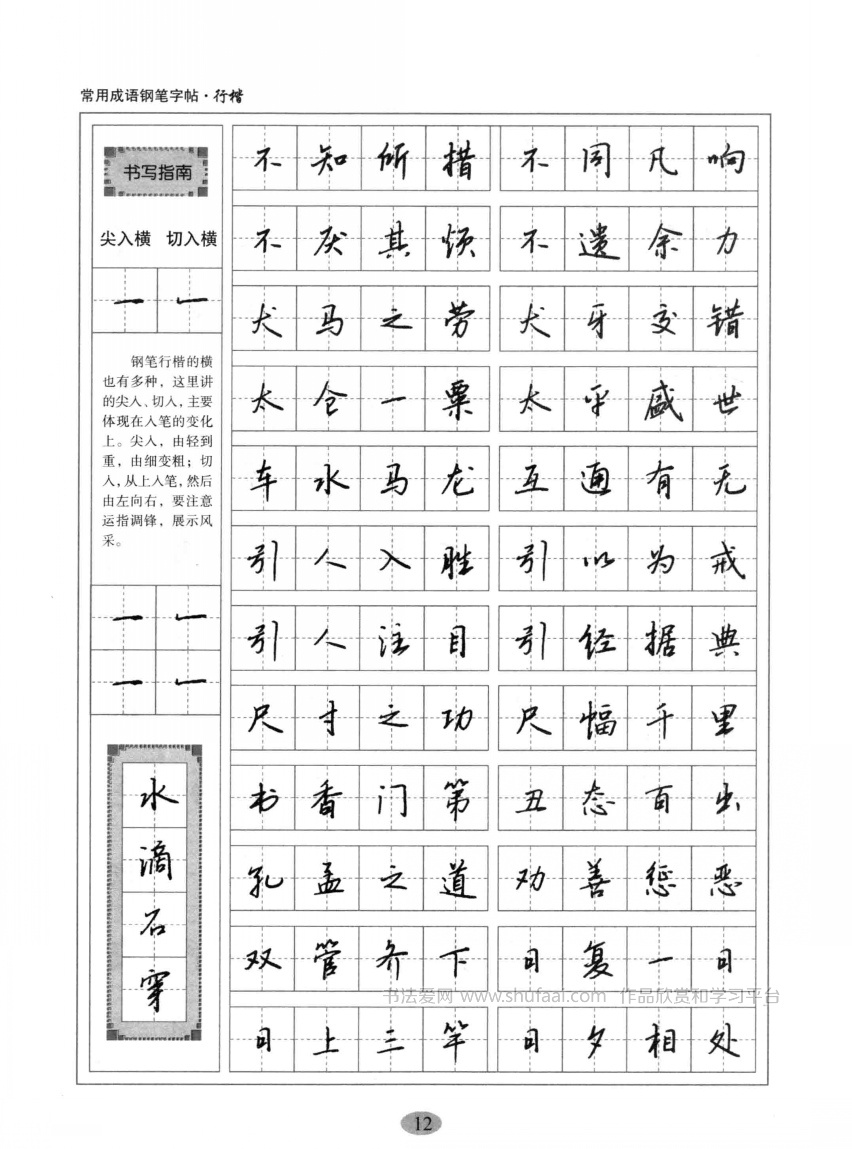 常用成语钢笔字帖·行楷
书写指南
尖入横 切入横
一 一
钢笔行楷的横
也有多种，这里讲
的尖入、切入，主要
体现在入笔的变化
上。尖入，由轻到
重，由细变粗；切
入，从上入笔，然后
由左向右，要注意
运指调锋，展示风
采。
一 一
一 一
水
滴
石
穿
不知所措 不同凡响
不厌其烦 不遗余力
犬马之劳 犬牙交错
太仓一粟 太平盛世
车水马龙 互通有无
引人入胜 引以为戒
引人注目 引经据典
尺寸之功 尺幅千里
书香门第 丑态百出
孔孟之道 劝善惩恶
双管齐下 日复一日
日上三竿 日夕相处
书法爱网 www.shufaai.com 作品欣赏和学习平台
12